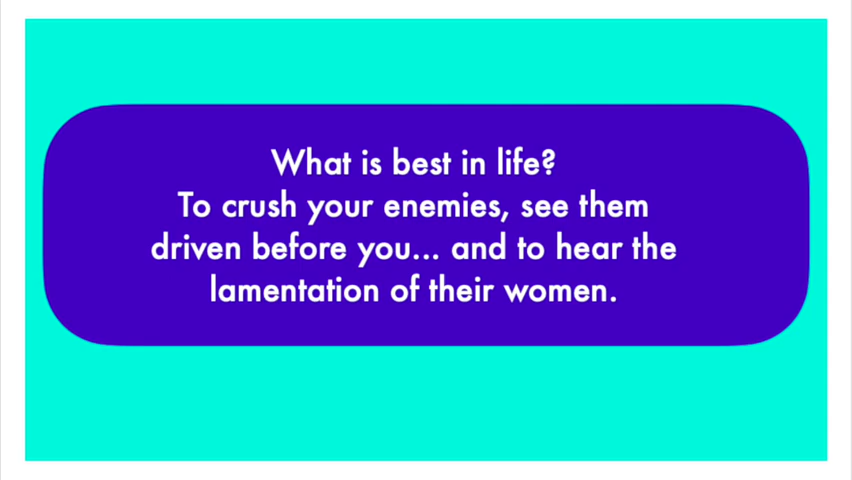 What is best in life?
To crush your enemies, see them
driven before you... and to hear the
lamentation of their women.